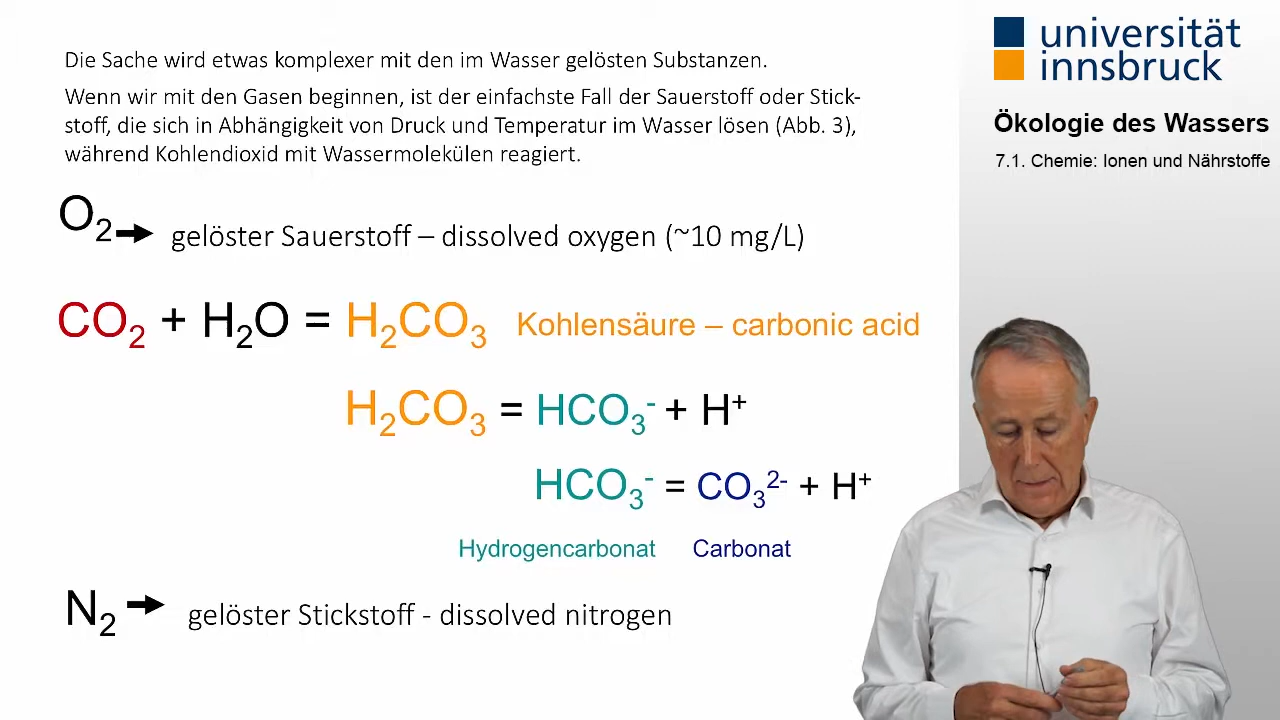 universität
innsbruck
Ökologie des Wassers
7.1. Chemie: Ionen und Nährstoffe
Die Sache wird etwas komplexer mit den im Wasser gelösten Substanzen.
Wenn wir mit den Gasen beginnen, ist der einfachste Fall der Sauerstoff oder Stick-
stoff, die sich in Abhängigkeit von Druck und Temperatur im Wasser lösen (Abb. 3),
während Kohlendioxid mit Wassermolekülen reagiert.
O₂ → gelöster Sauerstoff – dissolved oxygen (~10 mg/L)
CO₂ + H₂O = H₂CO₃ Kohlensäure – carbonic acid
H₂CO₃ = HCO₃⁻ + H⁺
HCO₃⁻ = CO₃²⁻ + H⁺
Hydrogencarbonat Carbonat
N₂ → gelöster Stickstoff - dissolved nitrogen